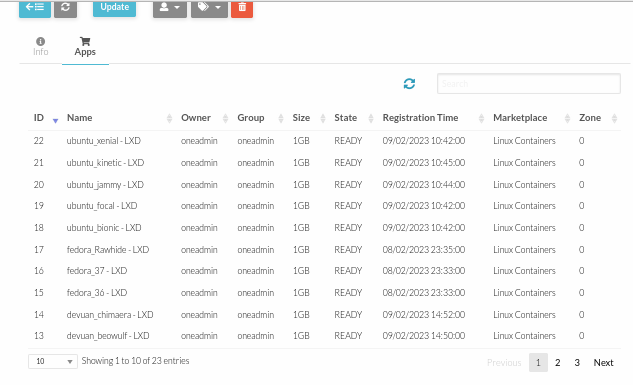 Update
Info
Apps
Search
ID Name Owner Group Size State Registration Time Marketplace Zone
22 ubuntu_xenial - LXD oneadmin oneadmin 1GB READY 09/02/2023 10:42:00 Linux Containers 0
21 ubuntu_kinetic - LXD oneadmin oneadmin 1GB READY 09/02/2023 10:45:00 Linux Containers 0
20 ubuntu_jammy - LXD oneadmin oneadmin 1GB READY 09/02/2023 10:44:00 Linux Containers 0
19 ubuntu_focal - LXD oneadmin oneadmin 1GB READY 09/02/2023 10:42:00 Linux Containers 0
18 ubuntu_bionic - LXD oneadmin oneadmin 1GB READY 09/02/2023 10:42:00 Linux Containers 0
17 fedora_Rawhide - LXD oneadmin oneadmin 1GB READY 08/02/2023 23:35:00 Linux Containers 0
16 fedora_37 - LXD oneadmin oneadmin 1GB READY 08/02/2023 23:33:00 Linux Containers 0
15 fedora_36 - LXD oneadmin oneadmin 1GB READY 08/02/2023 23:33:00 Linux Containers 0
14 devuan_chimaera - LXD oneadmin oneadmin 1GB READY 09/02/2023 14:52:00 Linux Containers 0
13 devuan_beowulf - LXD oneadmin oneadmin 1GB READY 09/02/2023 14:50:00 Linux Containers 0
10 Showing 1 to 10 of 23 entries Previous 1 2 3 Next